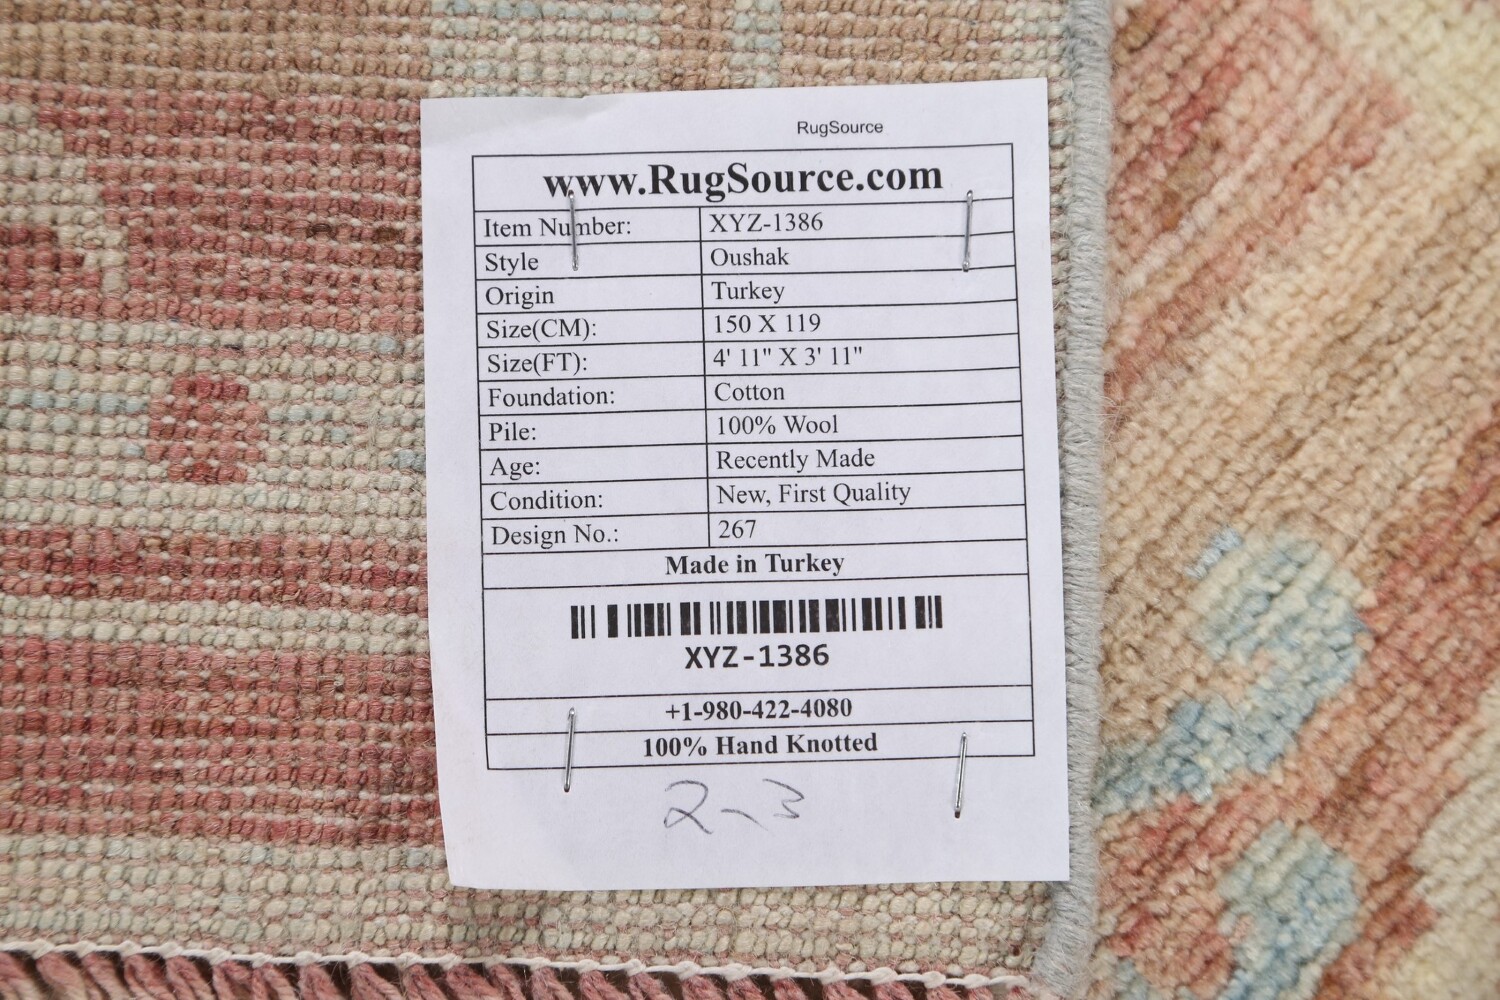 RugSource
www.RugSource.com
Item Number: XYZ-1386
Style Oushak
Origin Turkey
Size(CM): 150 X 119
Size(FT): 4' 11" X 3' 11"
Foundation: Cotton
Pile: 100% Wool
Age: Recently Made
Condition: New, First Quality
Design No.: 267
Made in Turkey
XYZ-1386
+1-980-422-4080
100% Hand Knotted
2-3